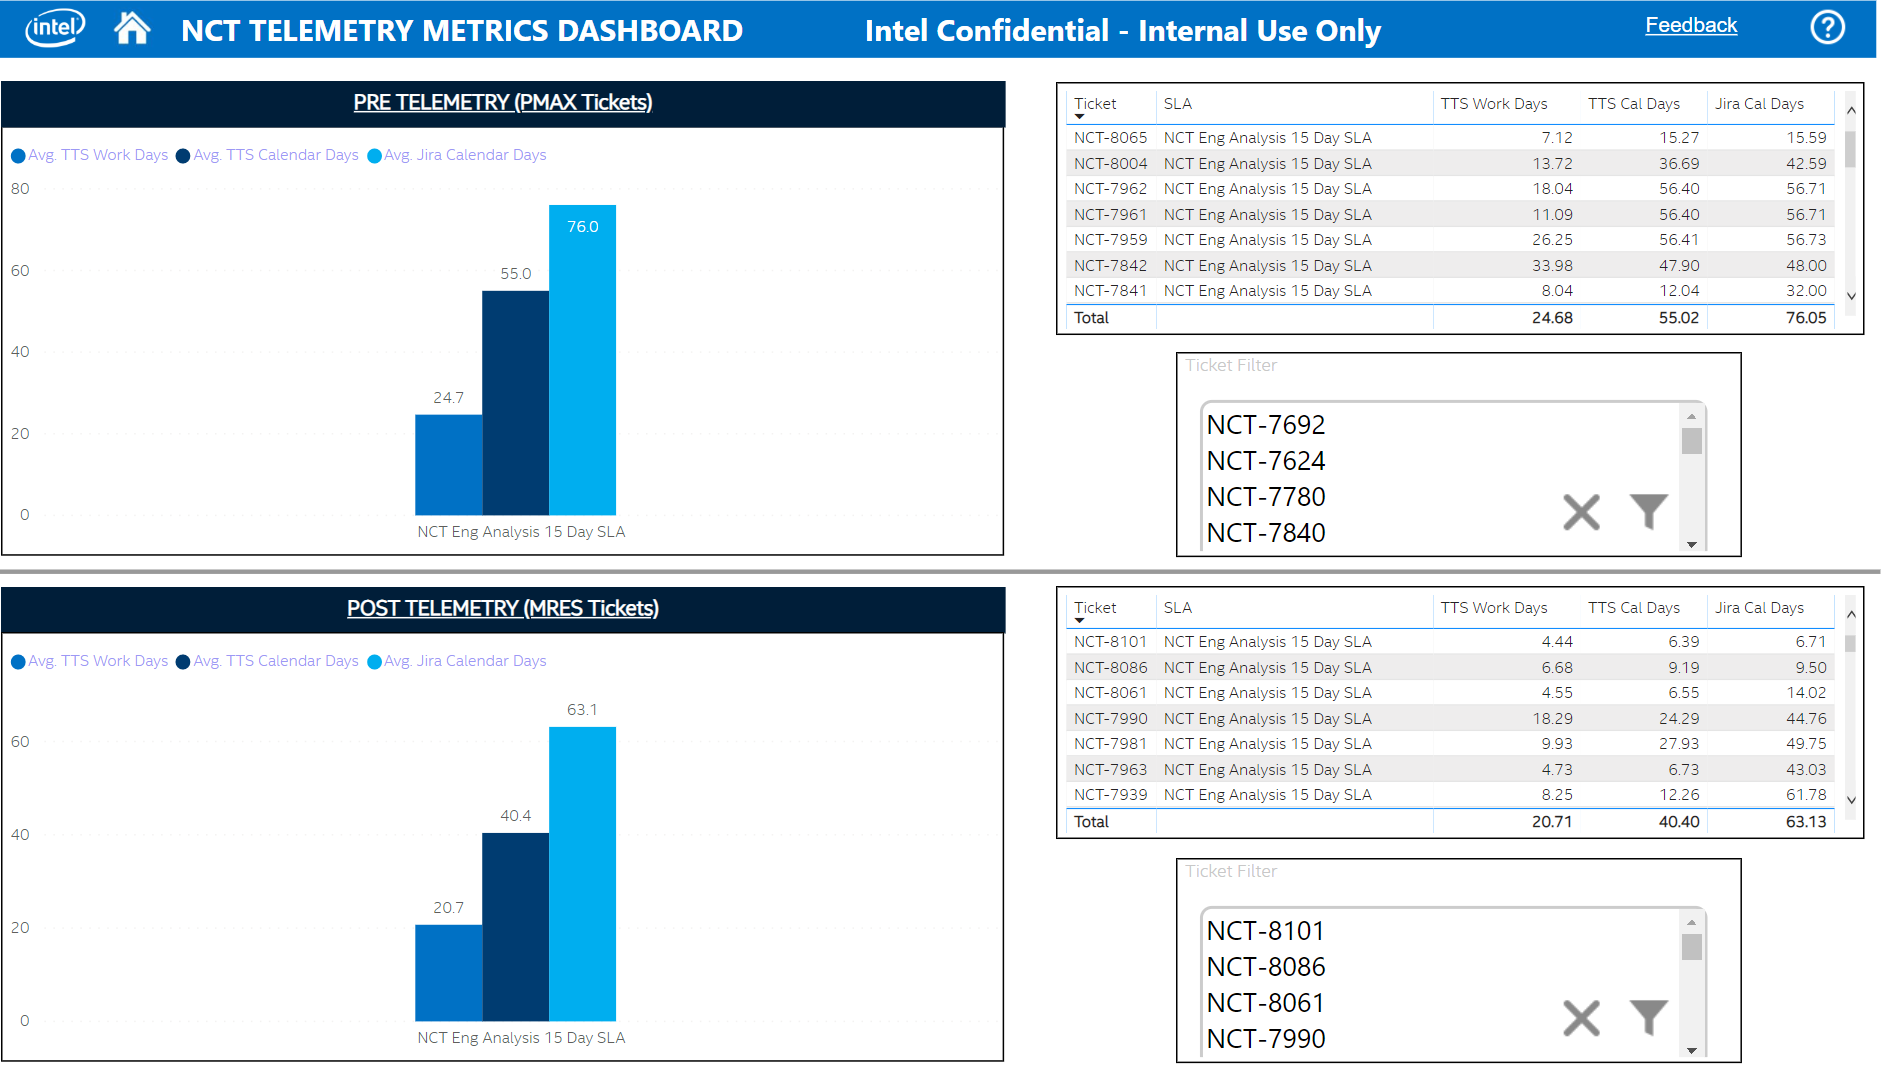 intel NCT TELEMETRY METRICS DASHBOARD Intel Confidential - Internal Use Only Feedback ?
PRE TELEMETRY (PMAX Tickets)
Avg. TTS Work Days Avg. TTS Calendar Days Avg. Jira Calendar Days
80
60
40
20
0
24.7
55.0
76.0
NCT Eng Analysis 15 Day SLA
Ticket SLA TTS Work Days TTS Cal Days Jira Cal Days
NCT-8065 NCT Eng Analysis 15 Day SLA 7.12 15.27 15.59
NCT-8004 NCT Eng Analysis 15 Day SLA 13.72 36.69 42.59
NCT-7962 NCT Eng Analysis 15 Day SLA 18.04 56.40 56.71
NCT-7961 NCT Eng Analysis 15 Day SLA 11.09 56.40 56.71
NCT-7959 NCT Eng Analysis 15 Day SLA 26.25 56.41 56.73
NCT-7842 NCT Eng Analysis 15 Day SLA 33.98 47.90 48.00
NCT-7841 NCT Eng Analysis 15 Day SLA 8.04 12.04 32.00
Total 24.68 55.02 76.05
Ticket Filter
NCT-7692
NCT-7624
NCT-7780
NCT-7840
POST TELEMETRY (MRES Tickets)
Avg. TTS Work Days Avg. TTS Calendar Days Avg. Jira Calendar Days
60
40
20
0
20.7
40.4
63.1
NCT Eng Analysis 15 Day SLA
Ticket SLA TTS Work Days TTS Cal Days Jira Cal Days
NCT-8101 NCT Eng Analysis 15 Day SLA 4.44 6.39 6.71
NCT-8086 NCT Eng Analysis 15 Day SLA 6.68 9.19 9.50
NCT-8061 NCT Eng Analysis 15 Day SLA 4.55 6.55 14.02
NCT-7990 NCT Eng Analysis 15 Day SLA 18.29 24.29 44.76
NCT-7981 NCT Eng Analysis 15 Day SLA 9.93 27.93 49.75
NCT-7963 NCT Eng Analysis 15 Day SLA 4.73 6.73 43.03
NCT-7939 NCT Eng Analysis 15 Day SLA 8.25 12.26 61.78
Total 20.71 40.40 63.13
Ticket Filter
NCT-8101
NCT-8086
NCT-8061
NCT-7990